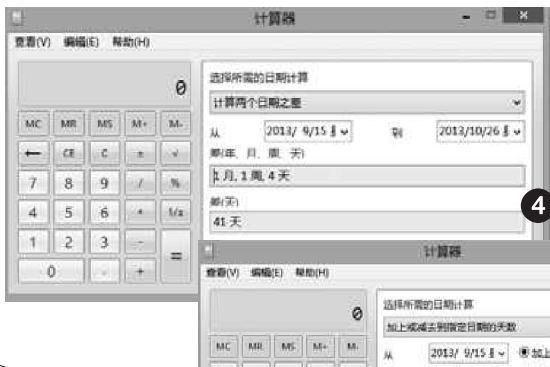 计算器
查看(V) 编辑(E) 帮助(H)
0
选择所需的日期计算
计算两个日期之差
从 2013/ 9/15 到 2013/10/26
差(年、月、周、天)
1 月, 1 周, 4 天
差(天)
41 天
MC MR MS M+ M-
← CE C ± √
7 8 9 / %
4 5 6 * 1/x
1 2 3 - =
0 . +
4
计算器
查看(V) 编辑(E) 帮助(H)
0
选择所需的日期计算
加上或减去到指定日期的天数
从 2013/ 9/15 加上
MC MR MS M+ M-